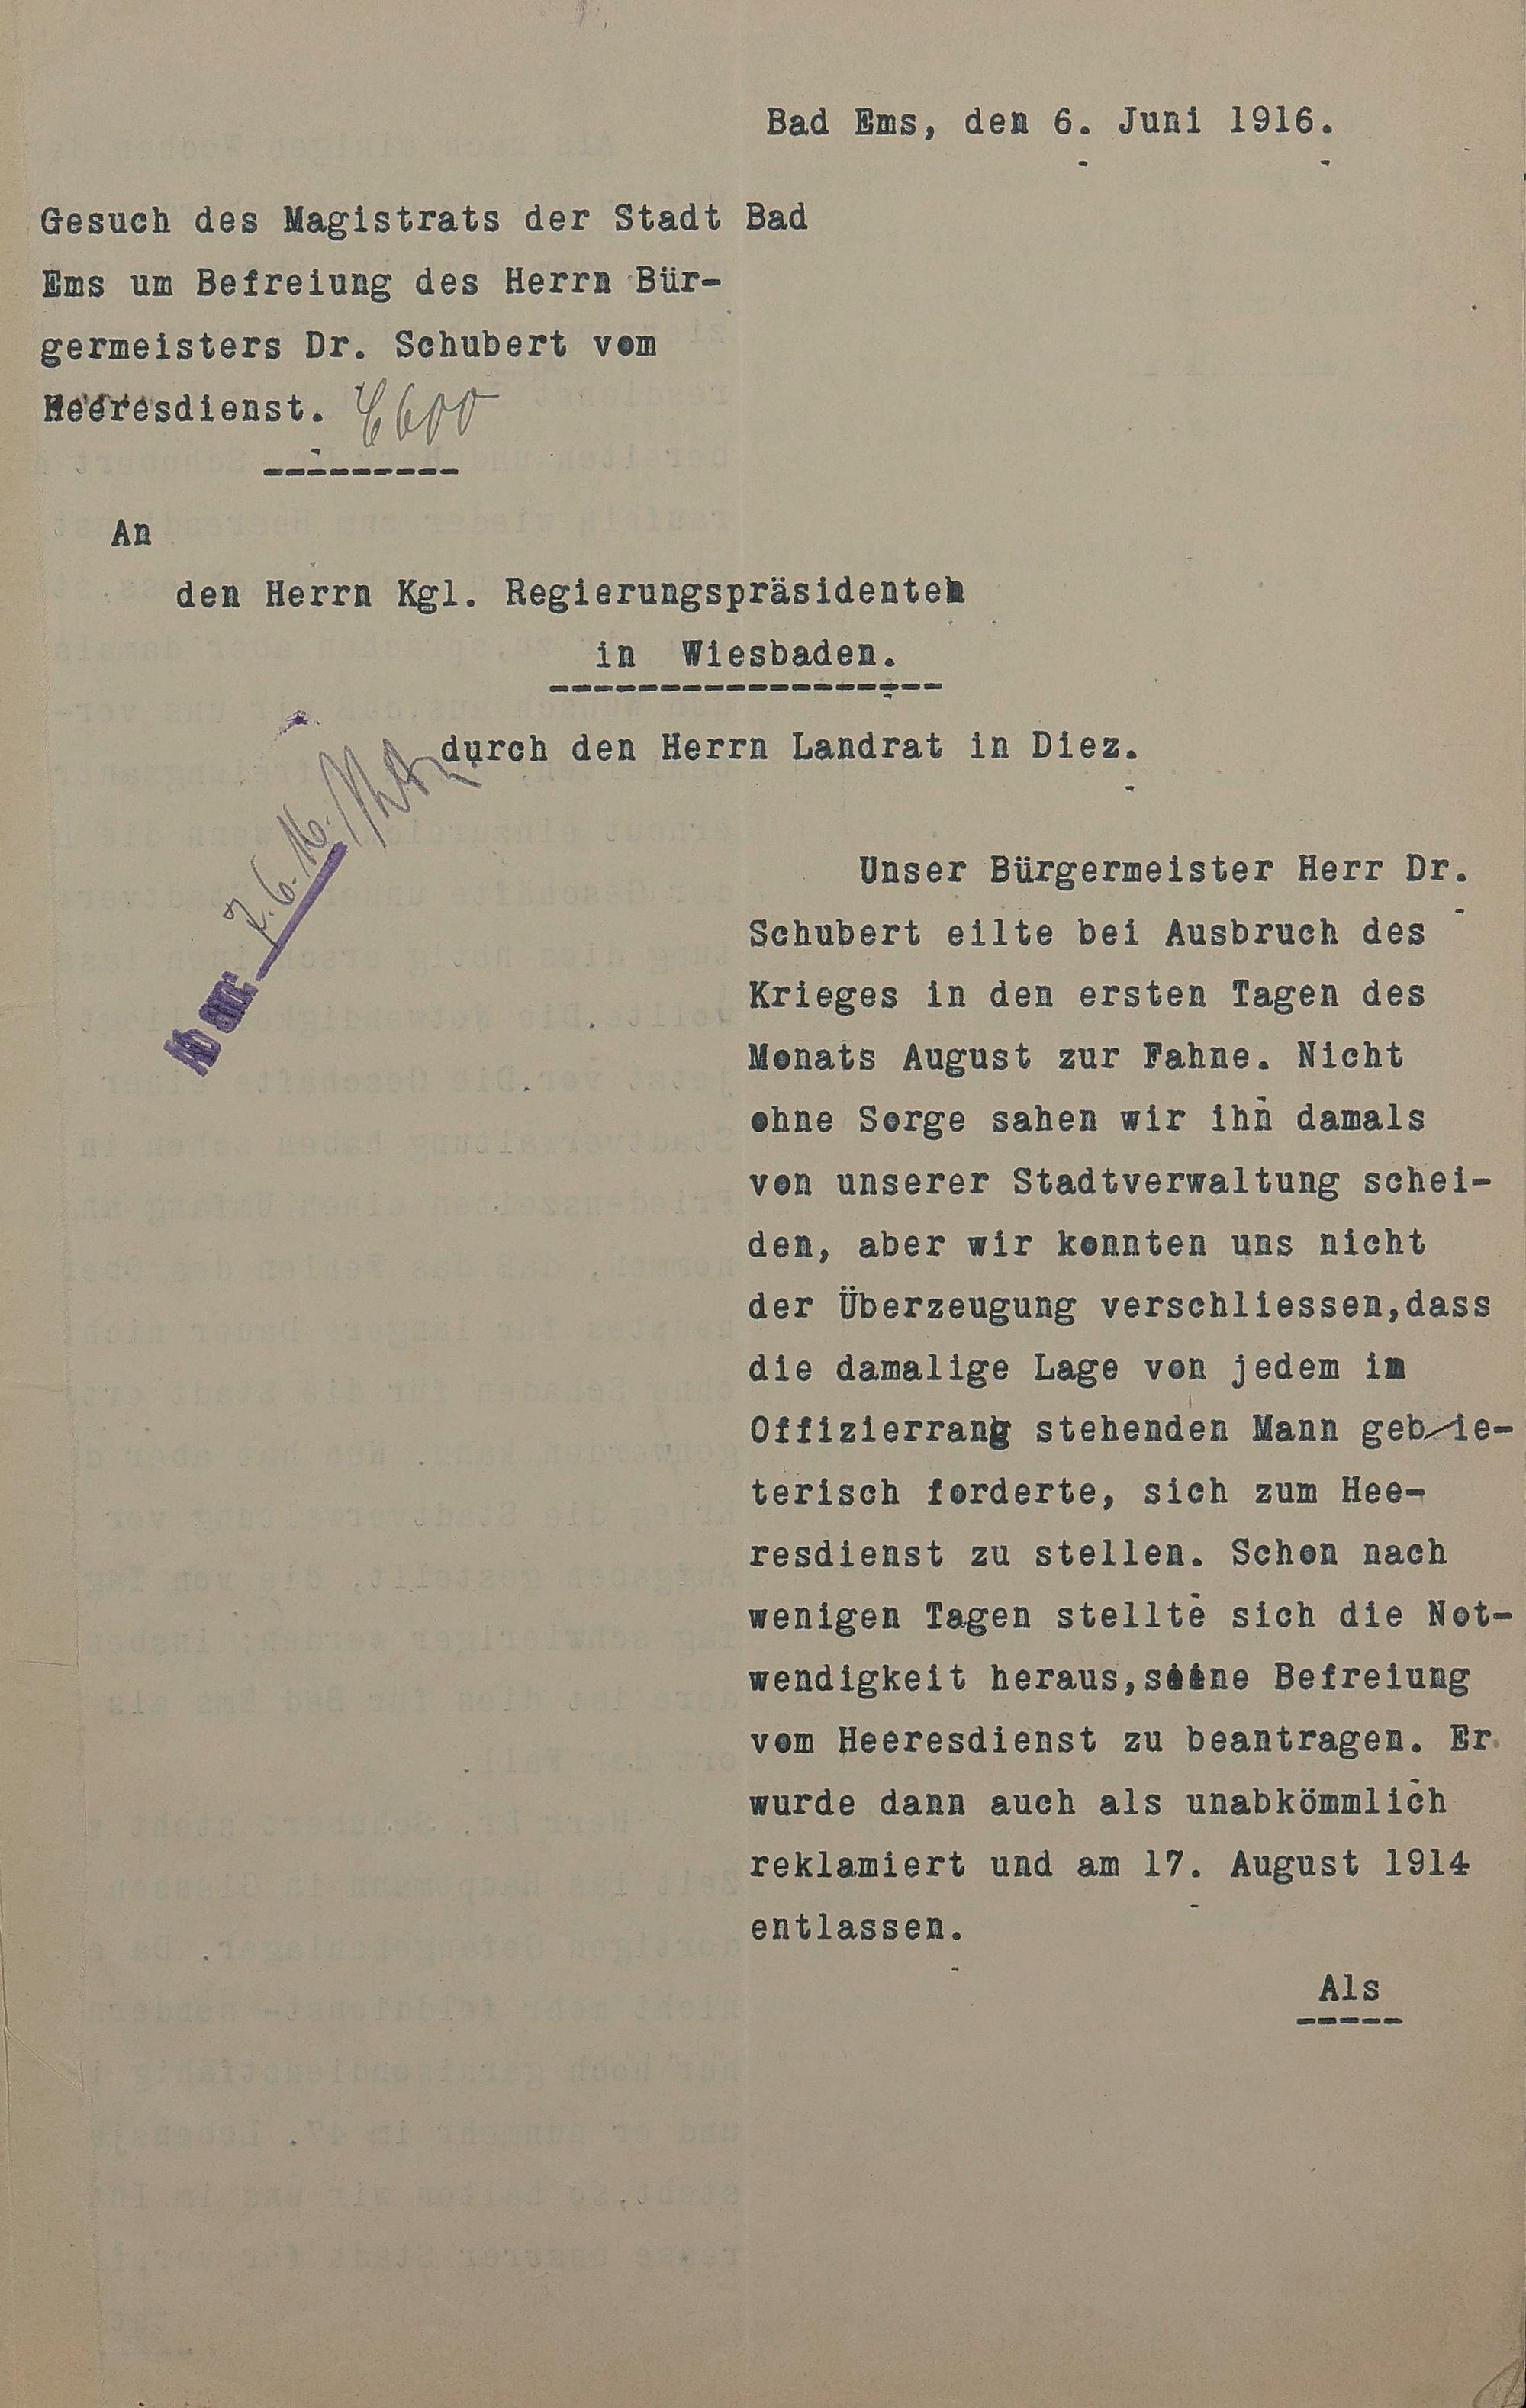 Bad Ems, den 6. Juni 1916.
Gesuch des Magistrats der Stadt Bad
Ems um Befreiung des Herrn Bür-
germeisters Dr. Schubert vom
Heeresdienst.
---------
An
den Herrn Kgl. Regierungspräsidenten
in Wiesbaden.
------------------
durch den Herrn Landrat in Diez.
7.6.16.
Unser Bürgermeister Herr Dr.
Schubert eilte bei Ausbruch des
Krieges in den ersten Tagen des
Monats August zur Fahne. Nicht
ohne Sorge sahen wir ihn damals
von unserer Stadtverwaltung schei-
den, aber wir konnten uns nicht
der Überzeugung verschliessen,dass
die damalige Lage von jedem im
Offizierrang stehenden Mann gebie-
terisch forderte, sich zum Hee-
resdienst zu stellen. Schon nach
wenigen Tagen stellte sich die Not-
wendigkeit heraus,seine Befreiung
vom Heeresdienst zu beantragen. Er
wurde dann auch als unabkömmlich
reklamiert und am 17. August 1914
entlassen.
Als
-----